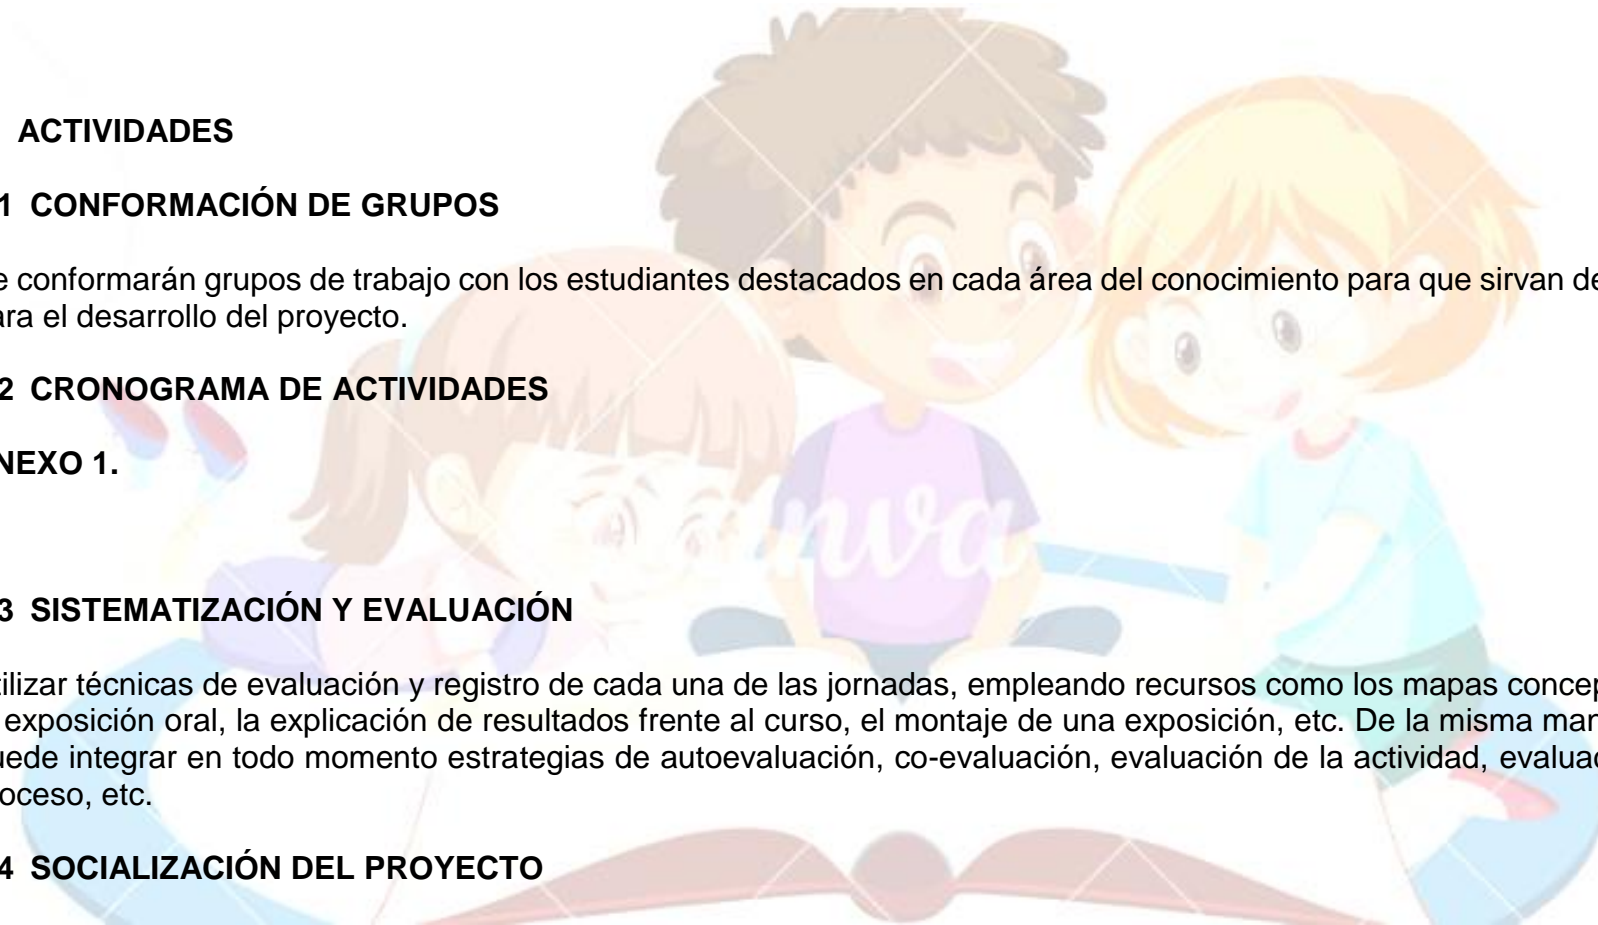 ACTIVIDADES
1 CONFORMACIÓN DE GRUPOS
e conformarán grupos de trabajo con los estudiantes destacados en cada área del conocimiento para que sirvan de
ara el desarrollo del proyecto.
2 CRONOGRAMA DE ACTIVIDADES
NEXO 1.
Canva
3 SISTEMATIZACIÓN Y EVALUACIÓN
tilizar técnicas de evaluación y registro de cada una de las jornadas, empleando recursos como los mapas concep
exposición oral, la explicación de resultados frente al curso, el montaje de una exposición, etc. De la misma man
uede integrar en todo momento estrategias de autoevaluación, co-evaluación, evaluación de la actividad, evaluac
oceso, etc.
4 SOCIALIZACIÓN DEL PROYECTO